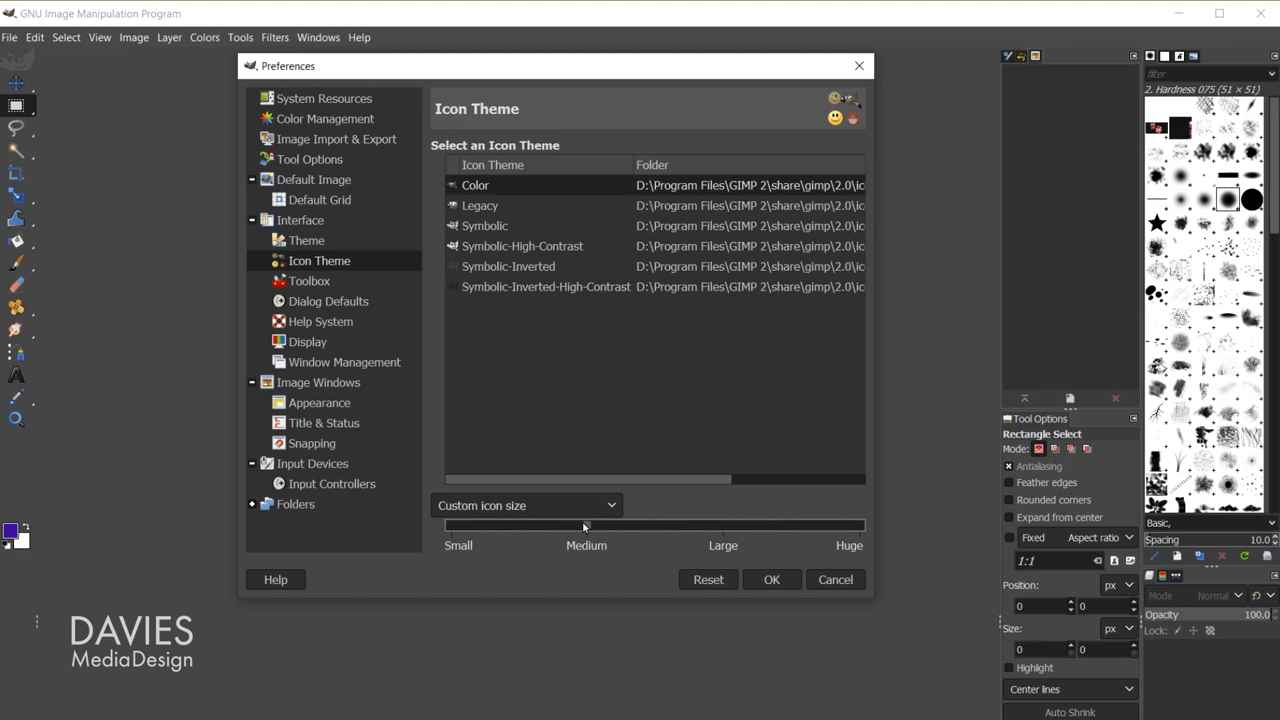 GNU Image Manipulation Program
File Edit Select View Image Layer Colors Tools Filters Windows Help
Preferences
System Resources
Color Management
Image Import & Export
Tool Options
Default Image
Default Grid
Interface
Theme
Icon Theme
Toolbox
Dialog Defaults
Help System
Display
Window Management
Image Windows
Appearance
Title & Status
Snapping
Input Devices
Input Controllers
Folders
Icon Theme
Select an Icon Theme
Icon Theme Folder
Color D:\Program Files\GIMP 2\share\gimp\2.0\ic
Legacy D:\Program Files\GIMP 2\share\gimp\2.0\ic
Symbolic D:\Program Files\GIMP 2\share\gimp\2.0\ic
Symbolic-High-Contrast D:\Program Files\GIMP 2\share\gimp\2.0\ic
Symbolic-Inverted D:\Program Files\GIMP 2\share\gimp\2.0\ic
Symbolic-Inverted-High-Contrast D:\Program Files\GIMP 2\share\gimp\2.0\ic
Custom icon size
Small Medium Large Huge
Help Reset OK Cancel
Tool Options
Rectangle Select
Mode:
Antialiasing
Feather edges
Rounded corners
Expand from center
Fixed Aspect ratio
1:1
Position: px
0 0
Size: px
0 0
Highlight
Center lines
Auto Shrink
filter
2. Hardness 075 (51 × 51)
Basic,
Spacing 10.0
Mode Normal
Opacity 100.0
Lock:
DAVIES
MediaDesign